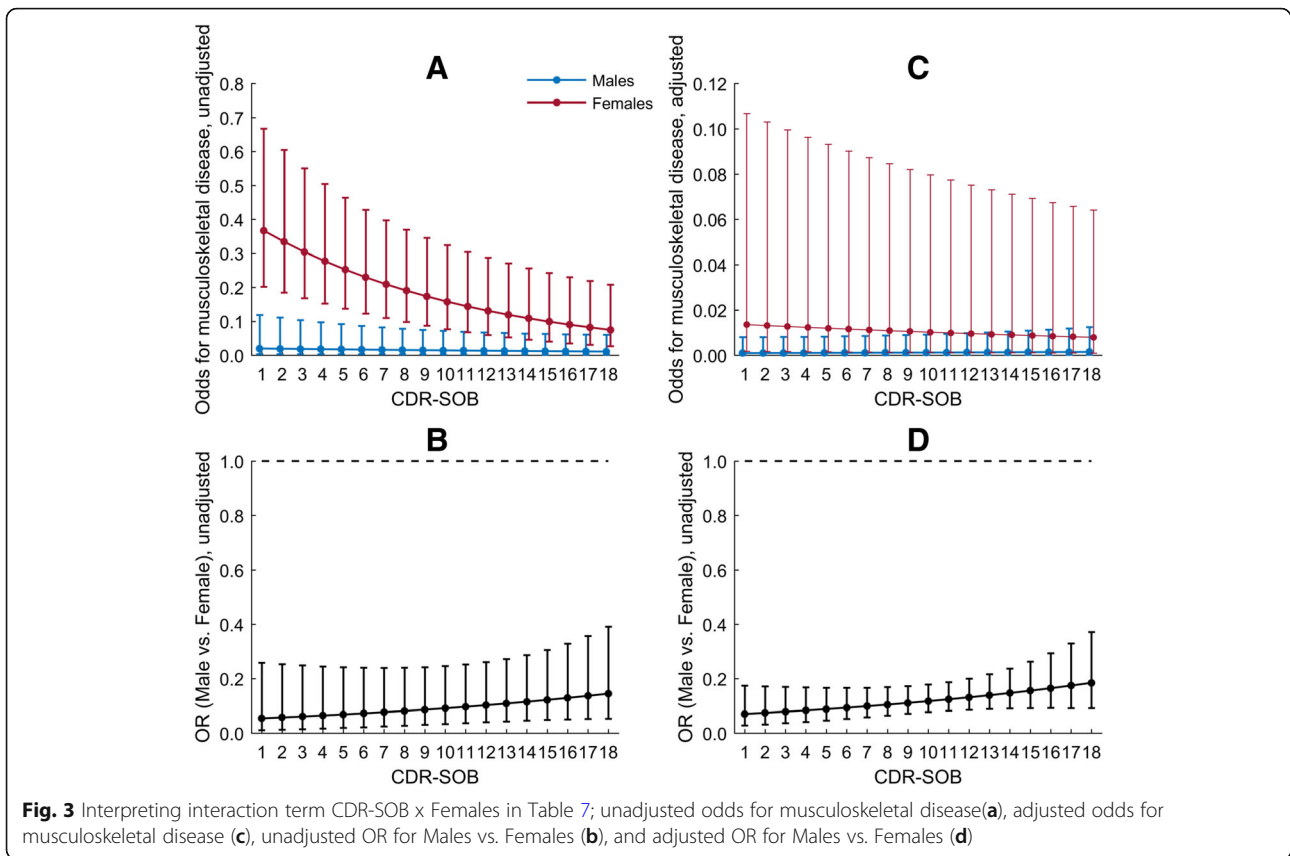 A
Odds for musculoskeletal disease, unadjusted
0.8
0.7
0.6
0.5
0.4
0.3
0.2
0.1
0.0
1 2 3 4 5 6 7 8 9 10 11 12 13 14 15 16 17 18
CDR-SOB
Males
Females
C
Odds for musculoskeletal disease, adjusted
0.12
0.10
0.08
0.06
0.04
0.02
0.00
1 2 3 4 5 6 7 8 9 10 11 12 13 14 15 16 17 18
CDR-SOB
B
OR (Male vs. Female), unadjusted
1.0
0.8
0.6
0.4
0.2
0.0
1 2 3 4 5 6 7 8 9 10 11 12 13 14 15 16 17 18
CDR-SOB
D
OR (Male vs. Female), unadjusted
1.0
0.8
0.6
0.4
0.2
0.0
1 2 3 4 5 6 7 8 9 10 11 12 13 14 15 16 17 18
CDR-SOB
Fig. 3 Interpreting interaction term CDR-SOB x Females in Table 7; unadjusted odds for musculoskeletal disease(a), adjusted odds for
musculoskeletal disease (c), unadjusted OR for Males vs. Females (b), and adjusted OR for Males vs. Females (d)